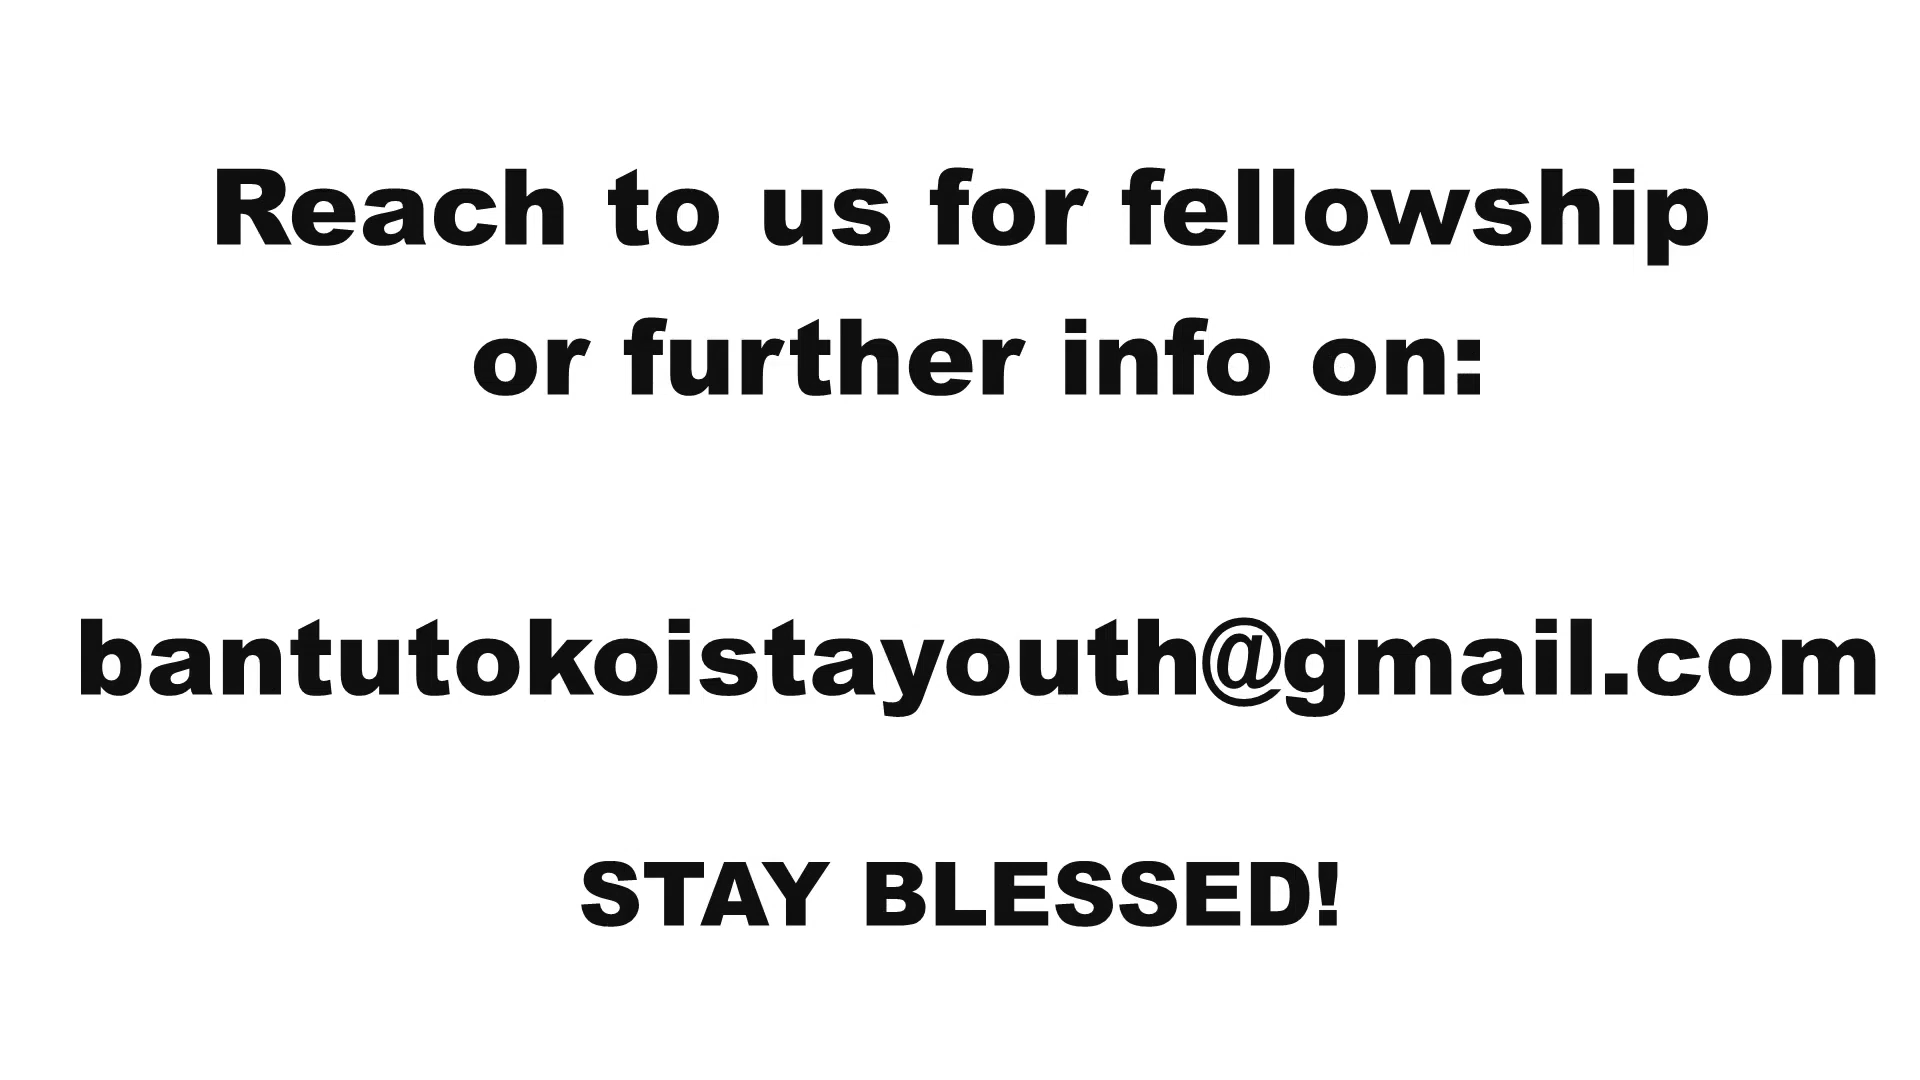 Reach to us for fellowship
or further info on:
bantutokoistayouth@gmail.com
STAY BLESSED!